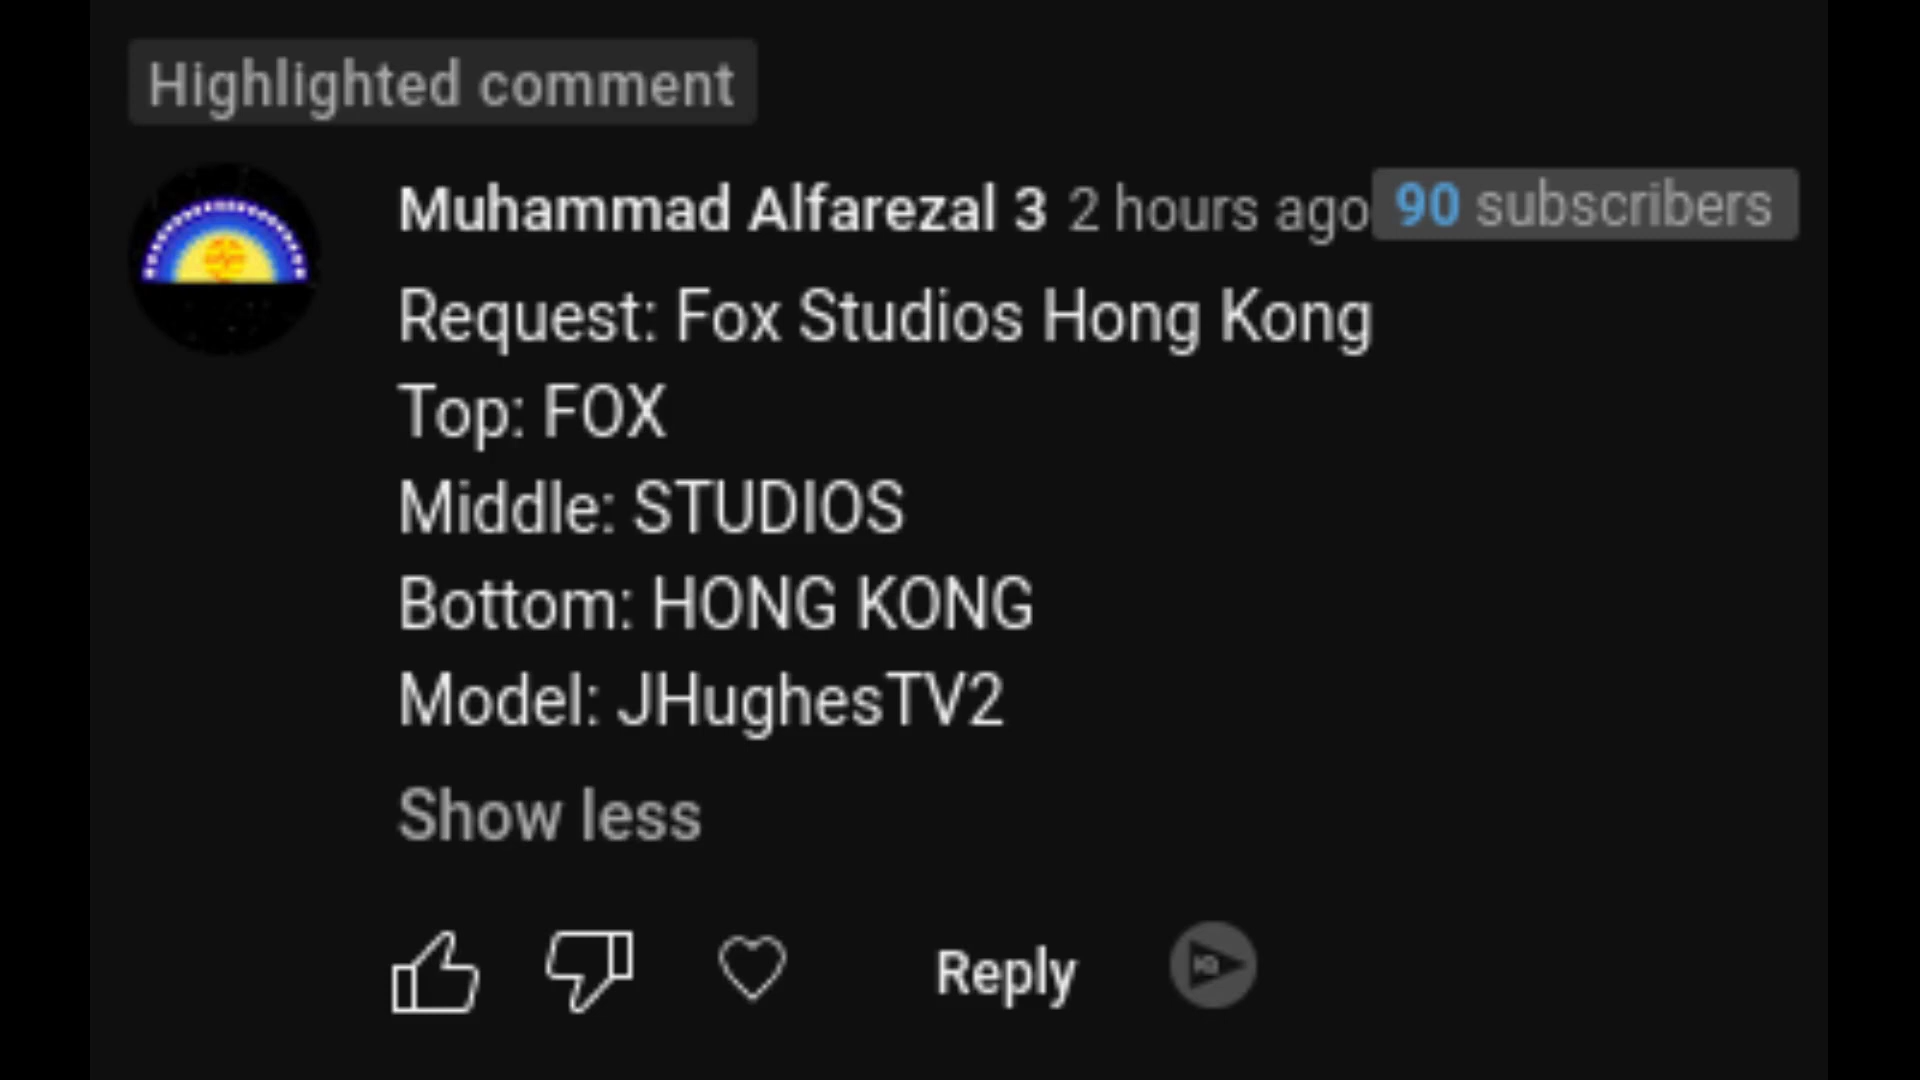 Highlighted comment
Muhammad Alfarezal 3 2 hours ago 90 subscribers
Request: Fox Studios Hong Kong
Top: FOX
Middle: STUDIOS
Bottom: HONG KONG
Model: JHughesTV2
Show less
Reply